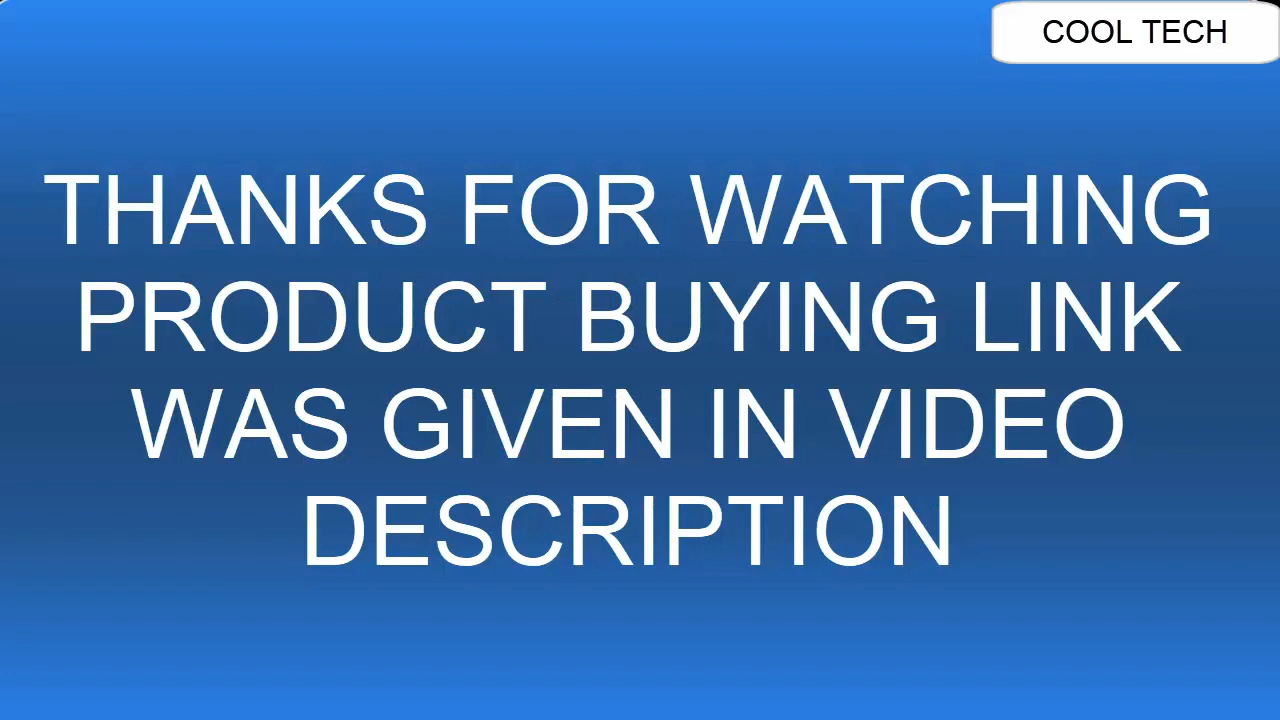 COOL TECH
THANKS FOR WATCHING
PRODUCT BUYING LINK
WAS GIVEN IN VIDEO
DESCRIPTION